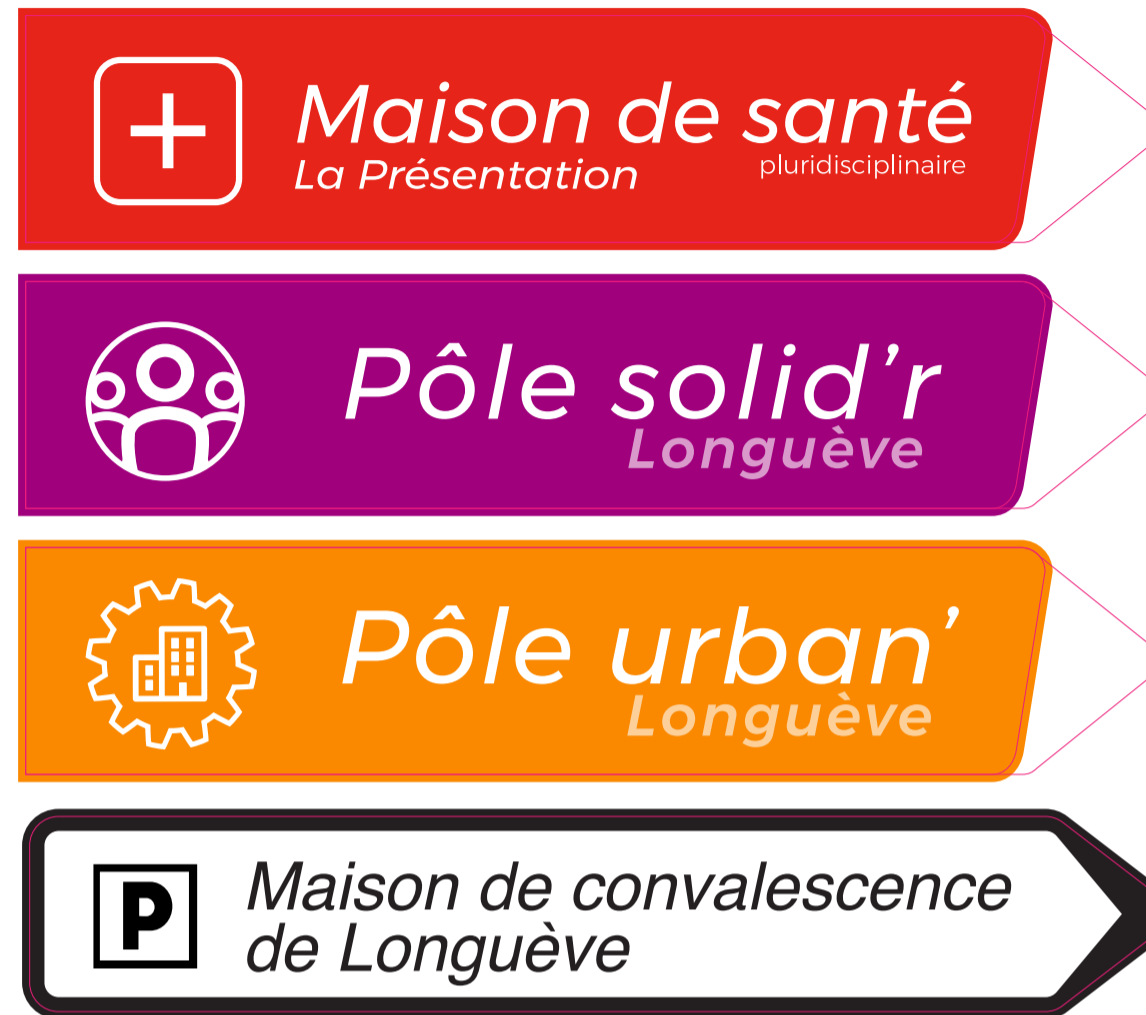 Maison de santé
La Présentation pluridisciplinaire
Pôle solid’r
Longuève
Pôle urban’
Longuève
P
Maison de convalescence
de Longuève